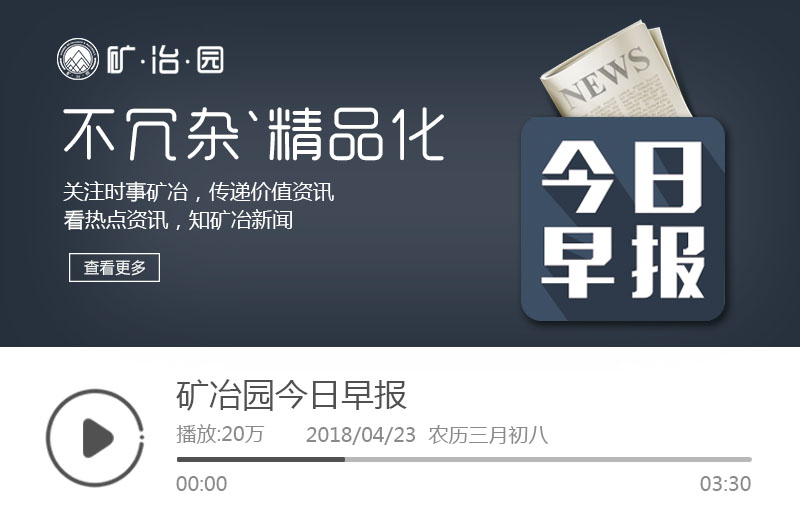 矿·冶·园
NEWS
不冗杂、精品化
关注时事矿冶，传递价值资讯
看热点资讯，知矿冶新闻
今日
早报
查看更多
矿冶园今日早报
播放:20万 2018/04/23 农历三月初八
00:00 03:30